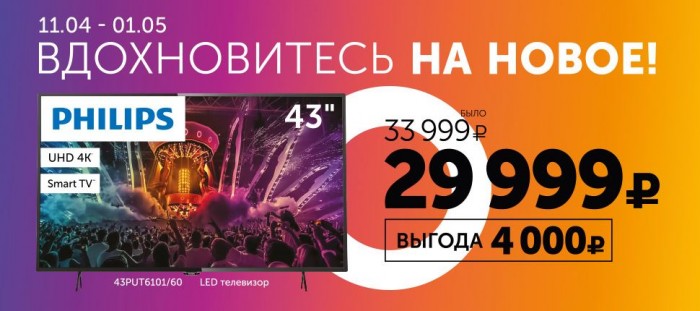 11.04 - 01.05
ВДОХНОВИТЕСЬ НА НОВОЕ!
PHILIPS
43"
UHD 4K
Smart TV
БЫЛО
33 999 ₽
29 999 ₽
ВЫГОДА 4 000 ₽
43PUT6101/60 LED телевизор